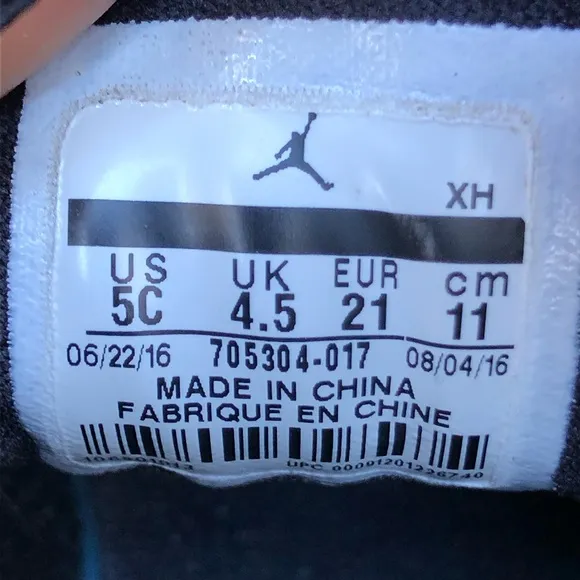 XH
US UK EUR cm
5C 4.5 21 11
06/22/16 705304-017 08/04/16
MADE IN CHINA
FABRIQUE EN CHINE
UPC